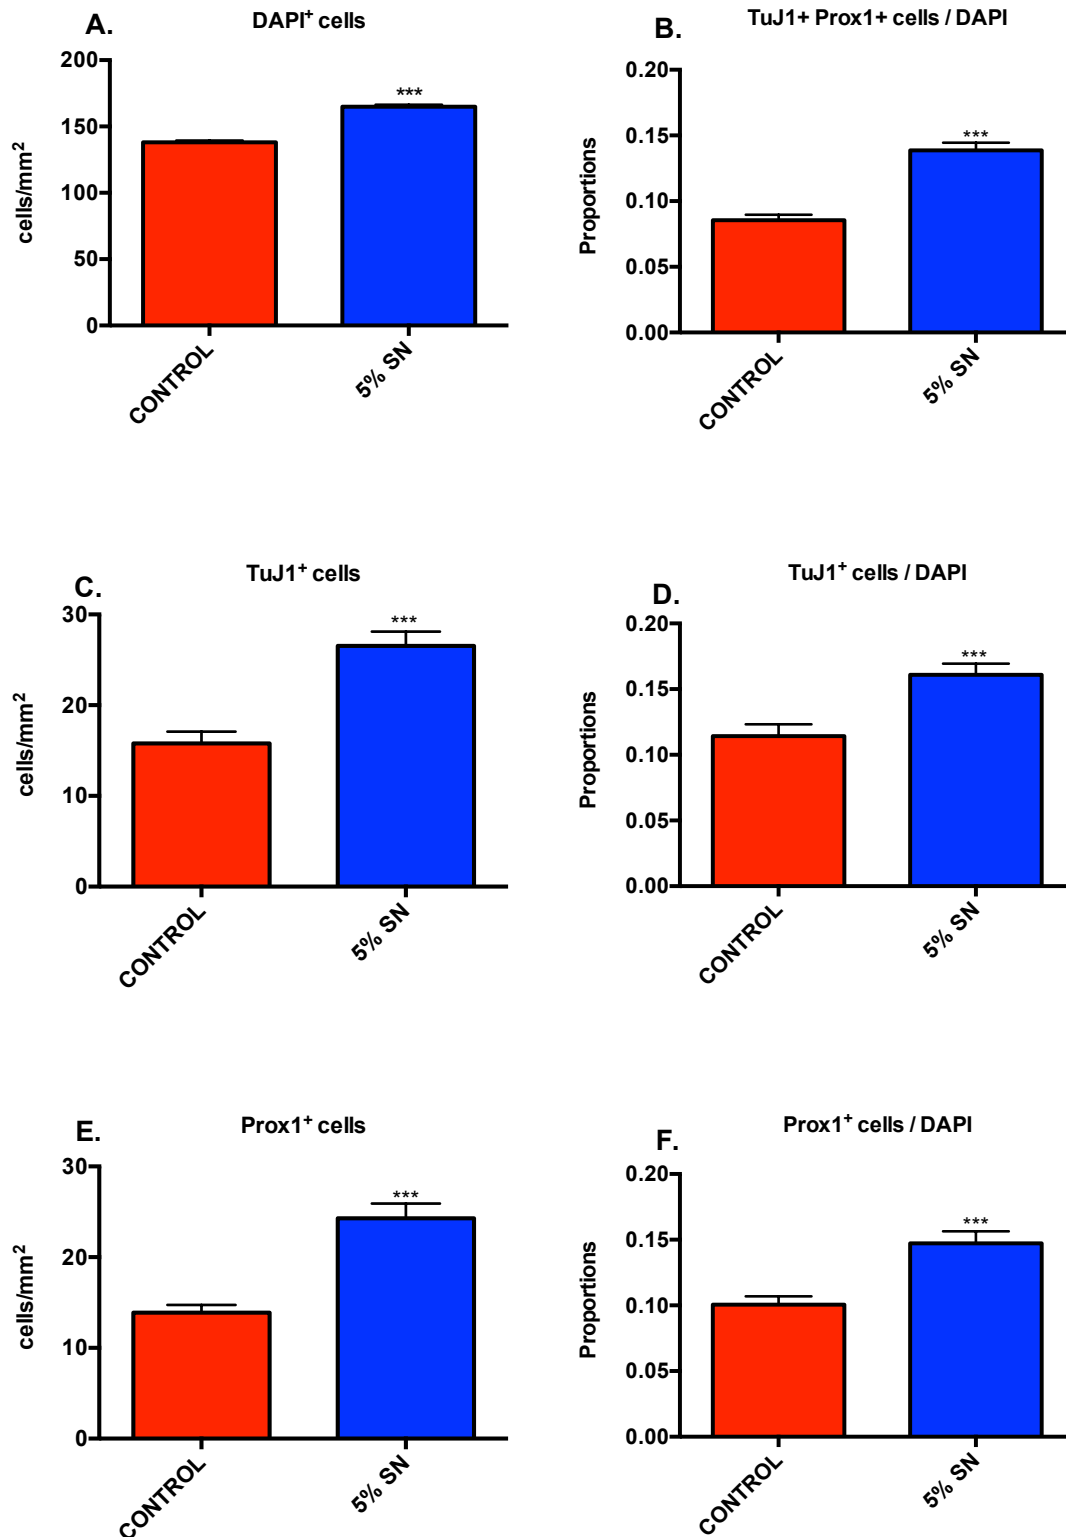 A.
DAPI⁺ cells
cells/mm²
200
150
100
50
0
***
CONTROL
5% SN
B.
TuJ1+ Prox1+ cells / DAPI
Proportions
0.20
0.15
0.10
0.05
0.00
***
CONTROL
5% SN
C.
TuJ1⁺ cells
cells/mm²
30
20
10
0
***
CONTROL
5% SN
D.
TuJ1⁺ cells / DAPI
Proportions
0.20
0.15
0.10
0.05
0.00
***
CONTROL
5% SN
E.
Prox1⁺ cells
cells/mm²
30
20
10
0
***
CONTROL
5% SN
F.
Prox1⁺ cells / DAPI
Proportions
0.20
0.15
0.10
0.05
0.00
***
CONTROL
5% SN